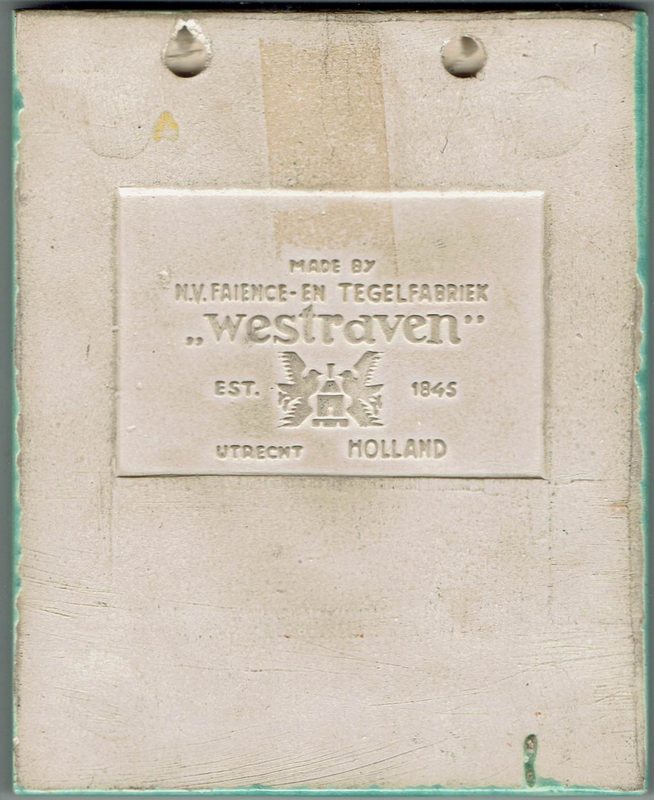 MADE BY
N.V. FAIENCE- EN TEGELFABRIEK
„Westraven”
EST. 1845
UTRECHT HOLLAND